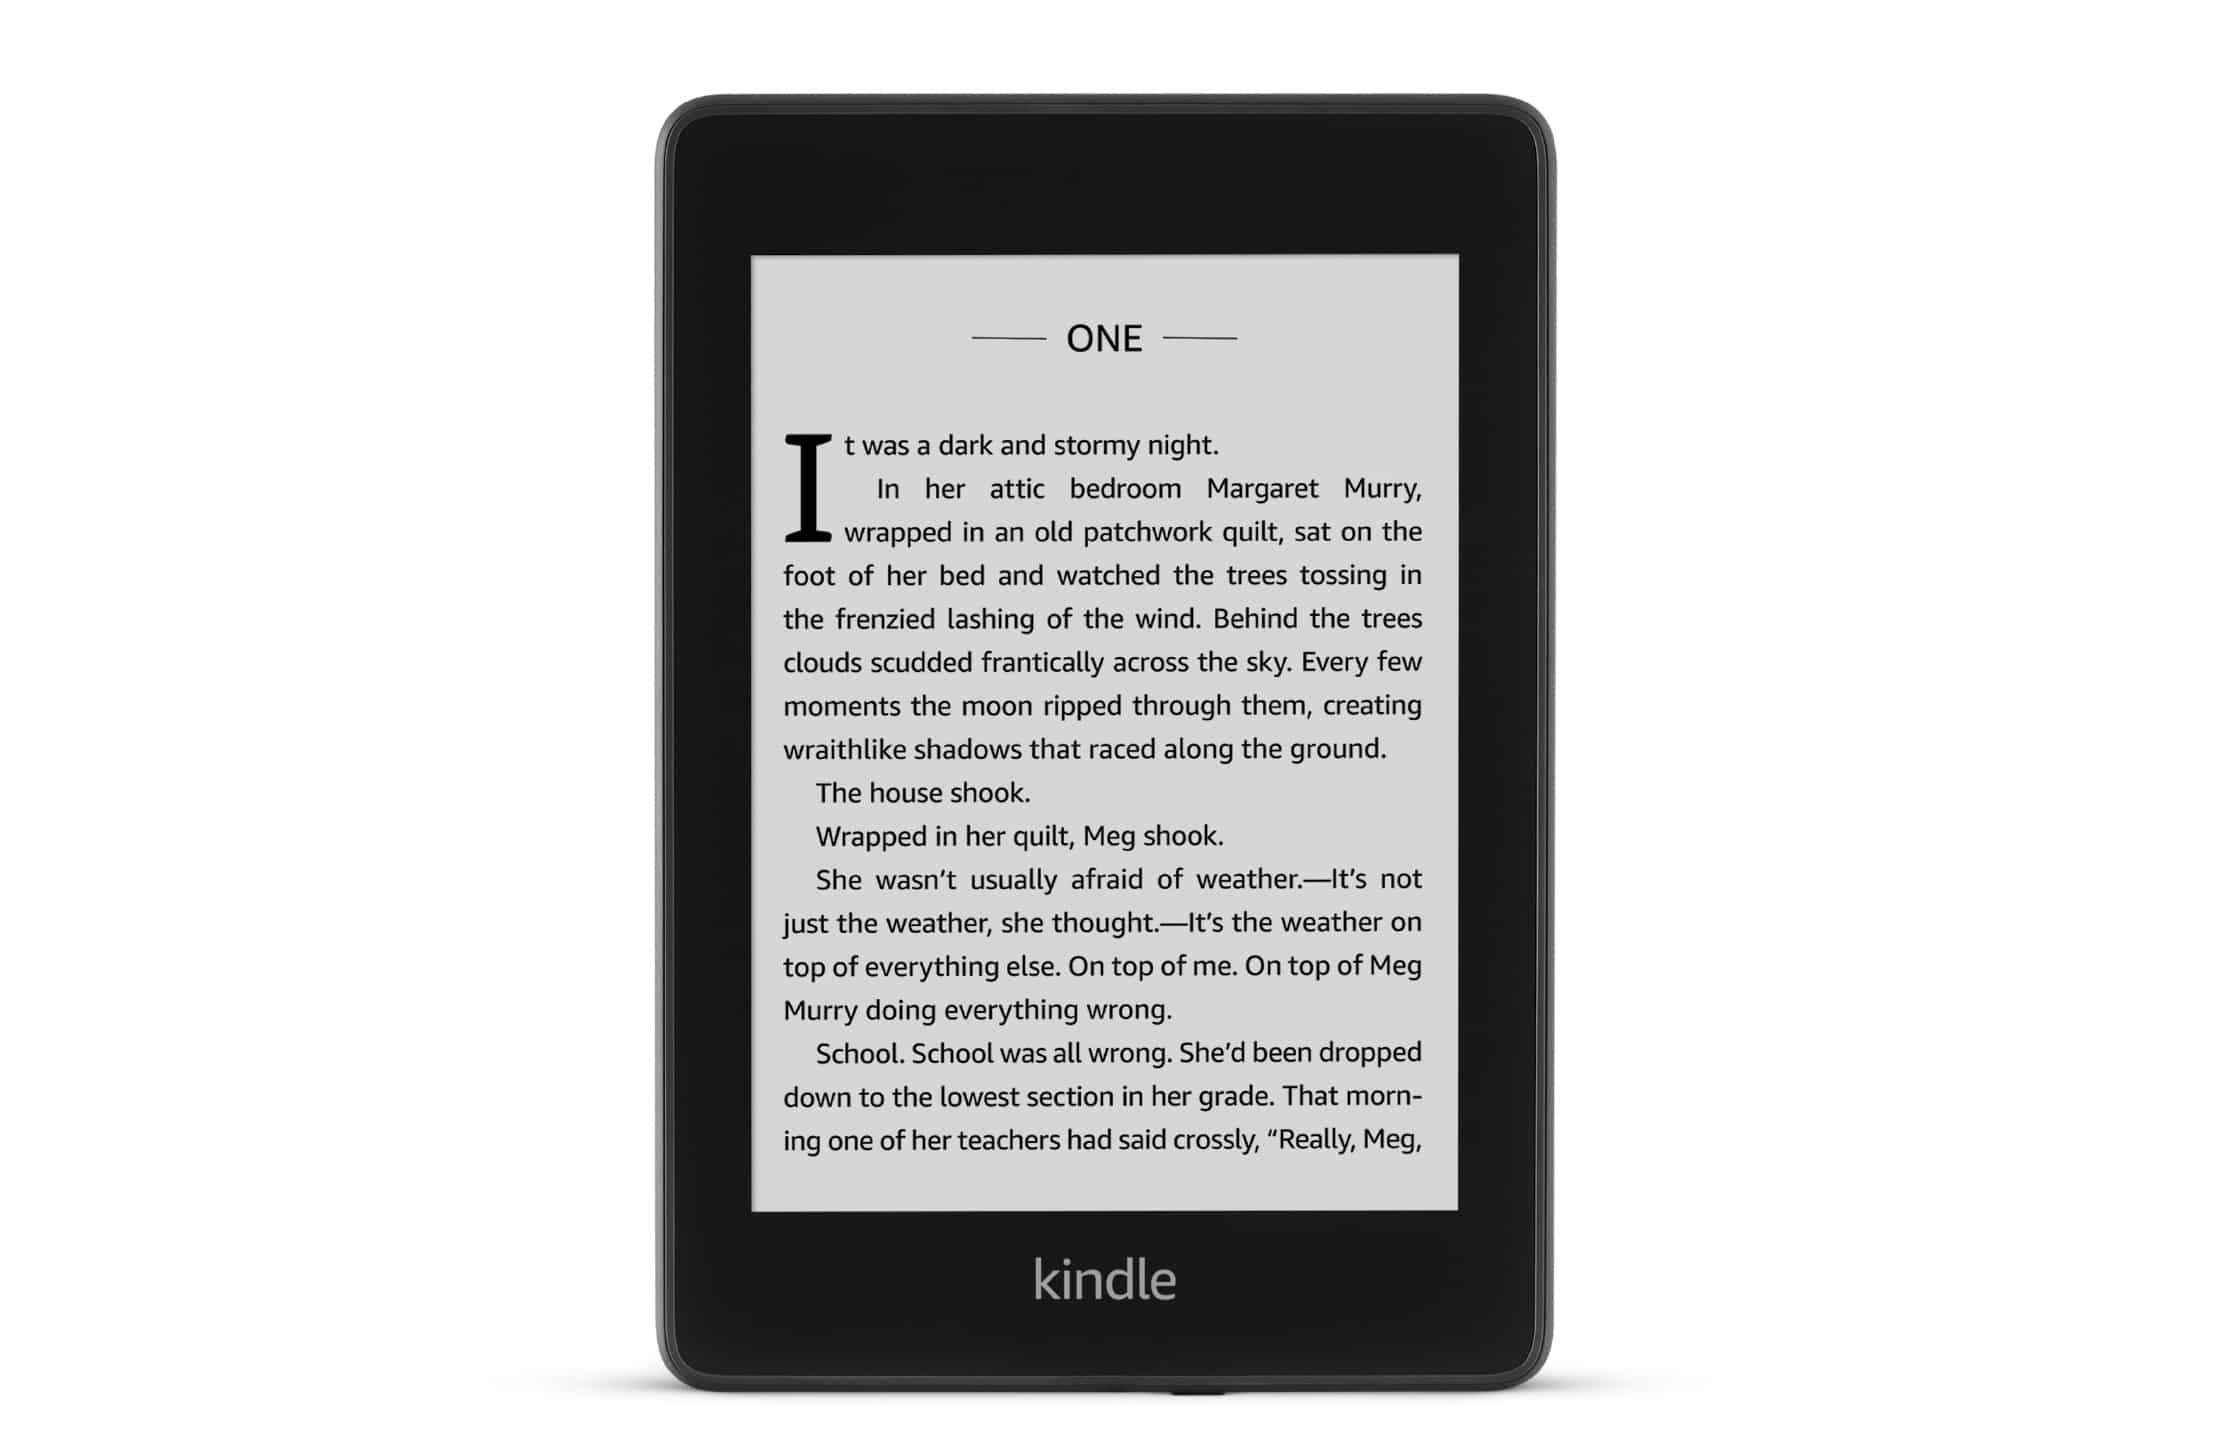 ONE
It was a dark and stormy night.
In her attic bedroom Margaret Murry,
wrapped in an old patchwork quilt, sat on the
foot of her bed and watched the trees tossing in
the frenzied lashing of the wind. Behind the trees
clouds scudded frantically across the sky. Every few
moments the moon ripped through them, creating
wraithlike shadows that raced along the ground.
The house shook.
Wrapped in her quilt, Meg shook.
She wasn’t usually afraid of weather.—It’s not
just the weather, she thought.—It’s the weather on
top of everything else. On top of me. On top of Meg
Murry doing everything wrong.
School. School was all wrong. She’d been dropped
down to the lowest section in her grade. That morn-
ing one of her teachers had said crossly, “Really, Meg,
kindle